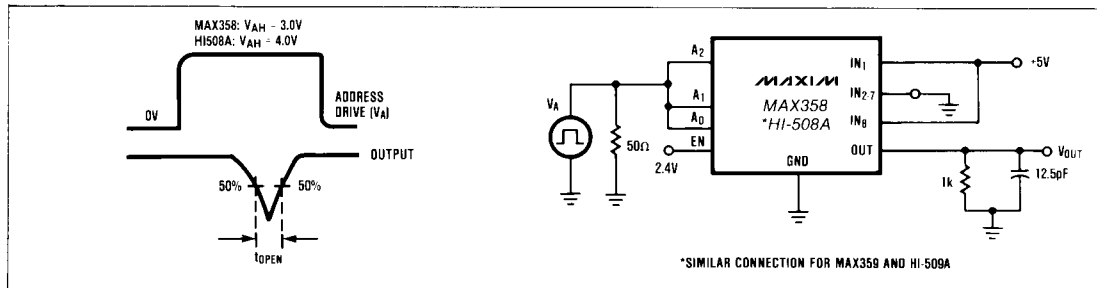 MAX358: VAH = 3.0V
HI508A: VAH = 4.0V
0V
ADDRESS
DRIVE (VA)
OUTPUT
50%
50%
tOPEN
VA
50Ω
A2
A1
A0
EN
2.4V
MAXIM
MAX358
*HI-508A
GND
IN1
IN2-7
IN8
OUT
+5V
VOUT
1k
12.5pF
*SIMILAR CONNECTION FOR MAX359 AND HI-509A